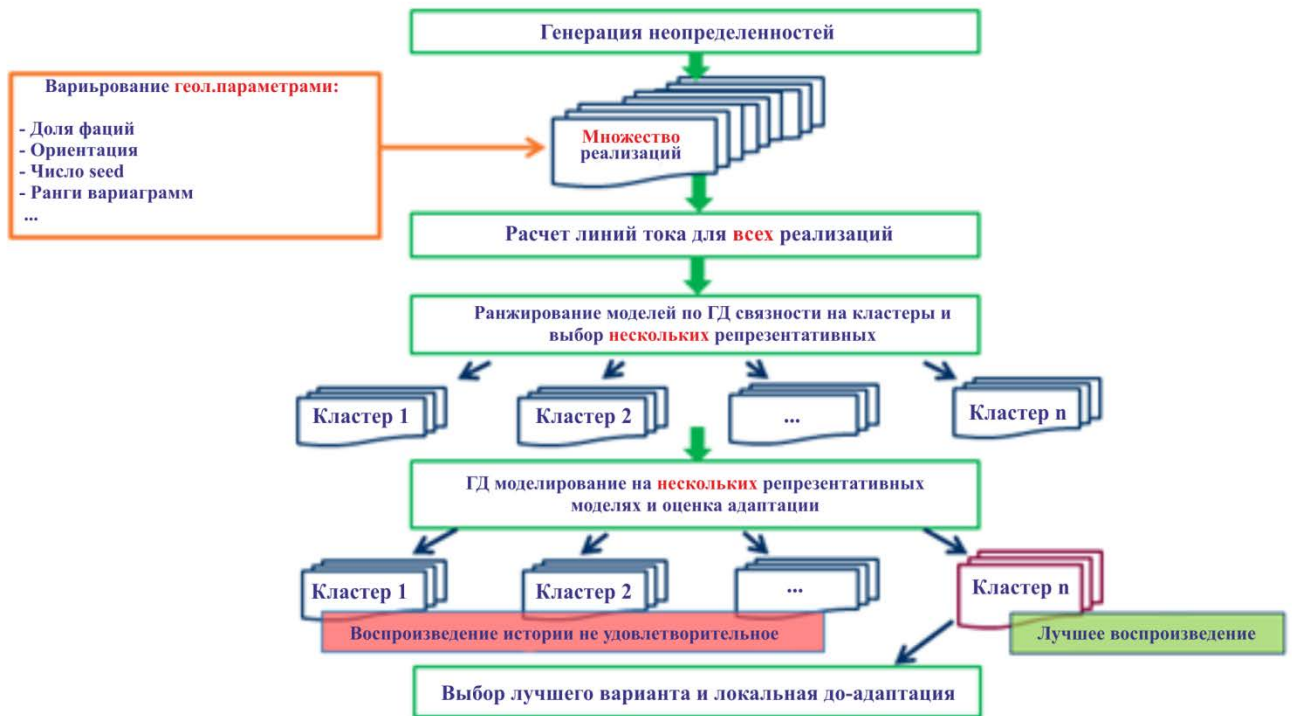 Генерация неопределенностей
Вариьрование геол.параметрами:
- Доля фаций
- Ориентация
- Число seed
- Ранги вариаграмм
...
Множество
реализаций
Расчет линий тока для всех реализаций
Ранжирование моделей по ГД связности на кластеры и
выбор нескольких репрезентативных
Кластер 1
Кластер 2
...
Кластер n
ГД моделирование на нескольких репрезентативных
моделях и оценка адаптации
Кластер 1
Кластер 2
...
Кластер n
Воспроизведение истории не удовлетворительное
Лучшее воспроизведение
Выбор лучшего варианта и локальная до-адаптация